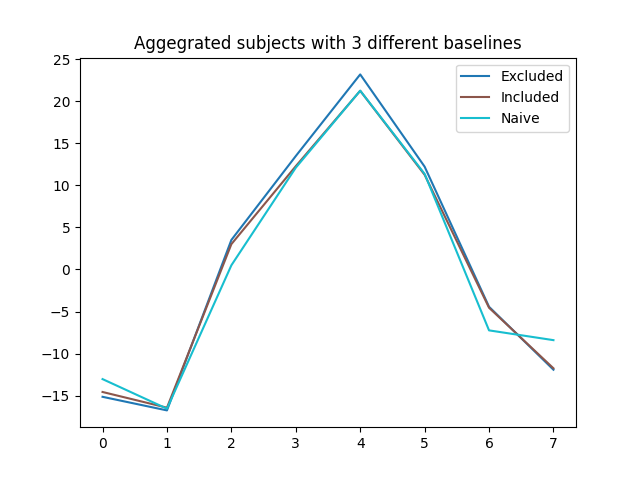 Aggegrated subjects with 3 different baselines
25
20
15
10
5
0
−5
−10
−15
Excluded
Included
Naive
0 1 2 3 4 5 6 7